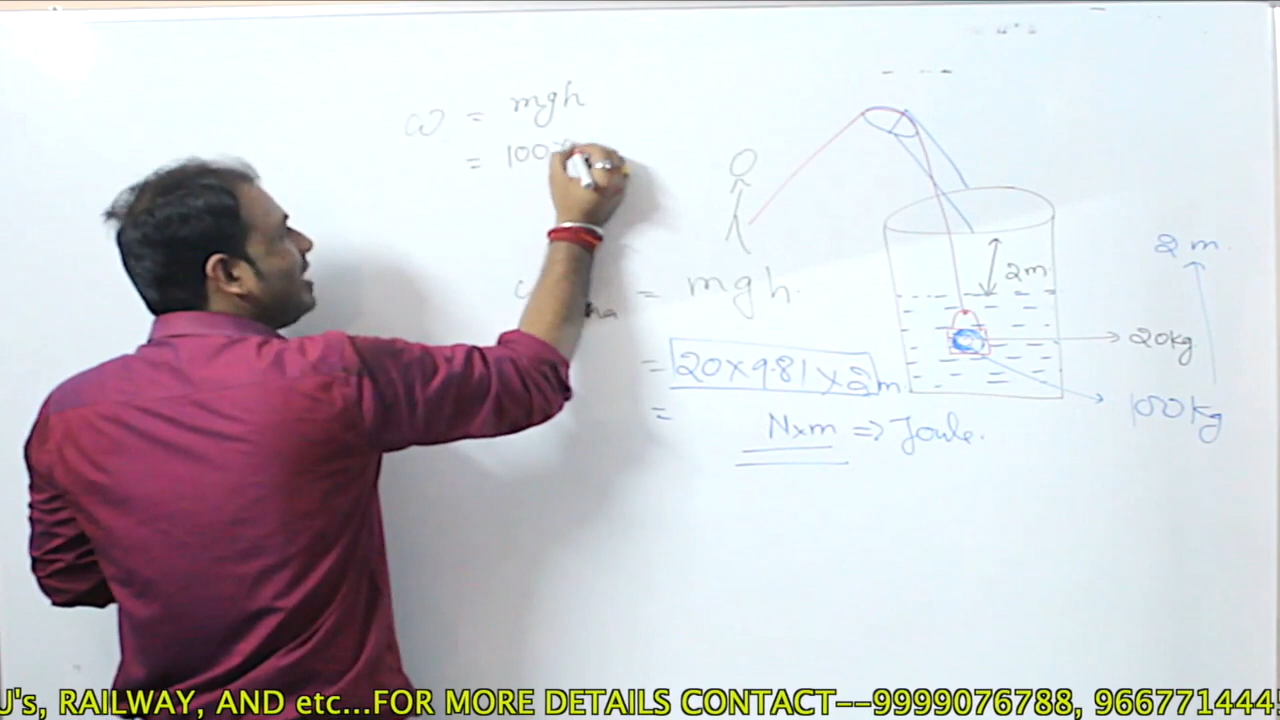 ω = mgh
= 100×
= mgh.
= 20×9.81×2m
= N×m => Joule.
2m
2 m.
20kg
100kg
U's, RAILWAY, AND etc...FOR MORE DETAILS CONTACT--9999076788, 966771444